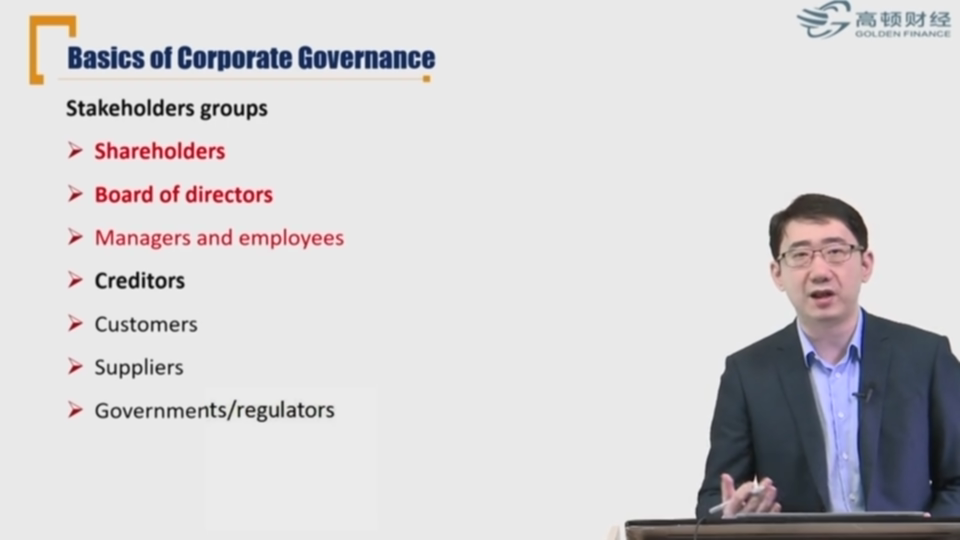 Basics of Corporate Governance
高顿财经
GOLDEN FINANCE
Stakeholders groups
Shareholders
Board of directors
Managers and employees
Creditors
Customers
Suppliers
Governments/regulators